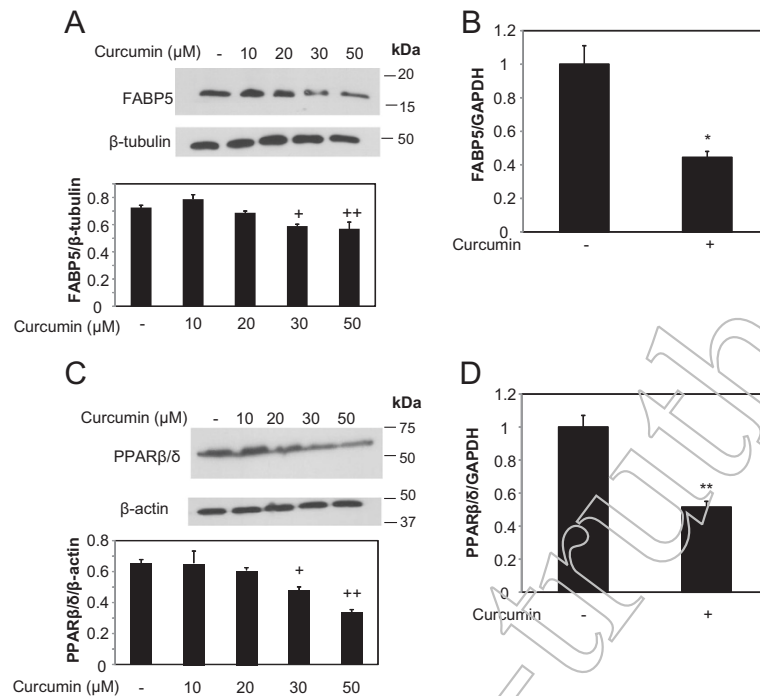 A
Curcumin (µM) - 10 20 30 50 kDa
20
FABP5
15
β-tubulin
50
FABP5/β-tubulin
0.8
0.6
0.4
0.2
0
+ ++
Curcumin (µM) - 10 20 30 50
B
FABP5/GAPDH
1.2
1
0.8
0.6
0.4
0.2
0
*
Curcumin - +
C
kDa
Curcumin (µM) - 10 20 30 50
75
PPARβ/δ
50
β-actin
50
37
PPARβ/δ/β-actin
0.8
0.6
0.4
0.2
0
+ ++
- 10 20 30 50
Curcumin (µM)
D
PPARβ/δ/GAPDH
1.2
1
0.8
0.6
0.4
0.2
0
**
Curcumin - +
-truth